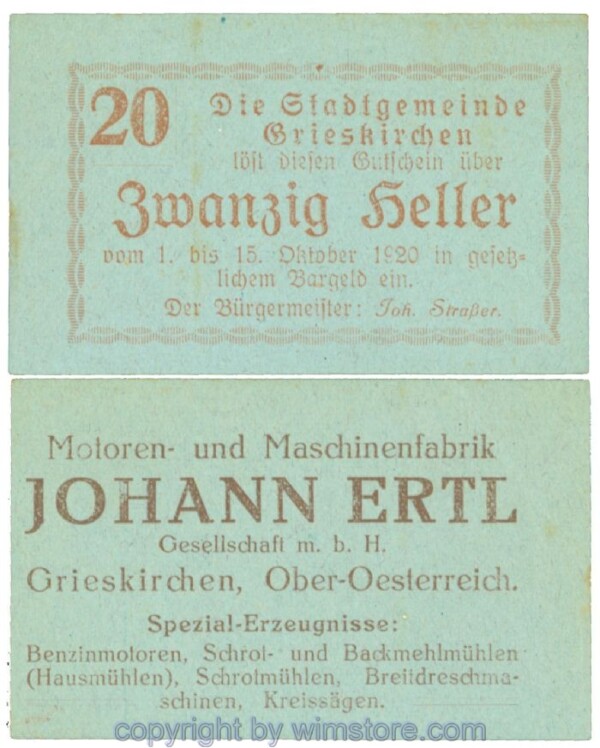 20
Die Stadtgemeinde
Grieskirchen
löst diesen Gutschein über
Zwanzig Heller
vom 1. bis 15. Oktober 1920 in gesetz-
lichem Bargeld ein.
Der Bürgermeister: Joh. Straßer.
Motoren- und Maschinenfabrik
JOHANN ERTL
Gesellschaft m. b. H.
Grieskirchen, Ober-Oesterreich.
Spezial-Erzeugnisse:
Benzinmotoren, Schrot- und Backmehlmühlen
(Hausmühlen), Schrotmühlen, Breitdreschma-
schinen, Kreissägen.
copyright by wimstore.com